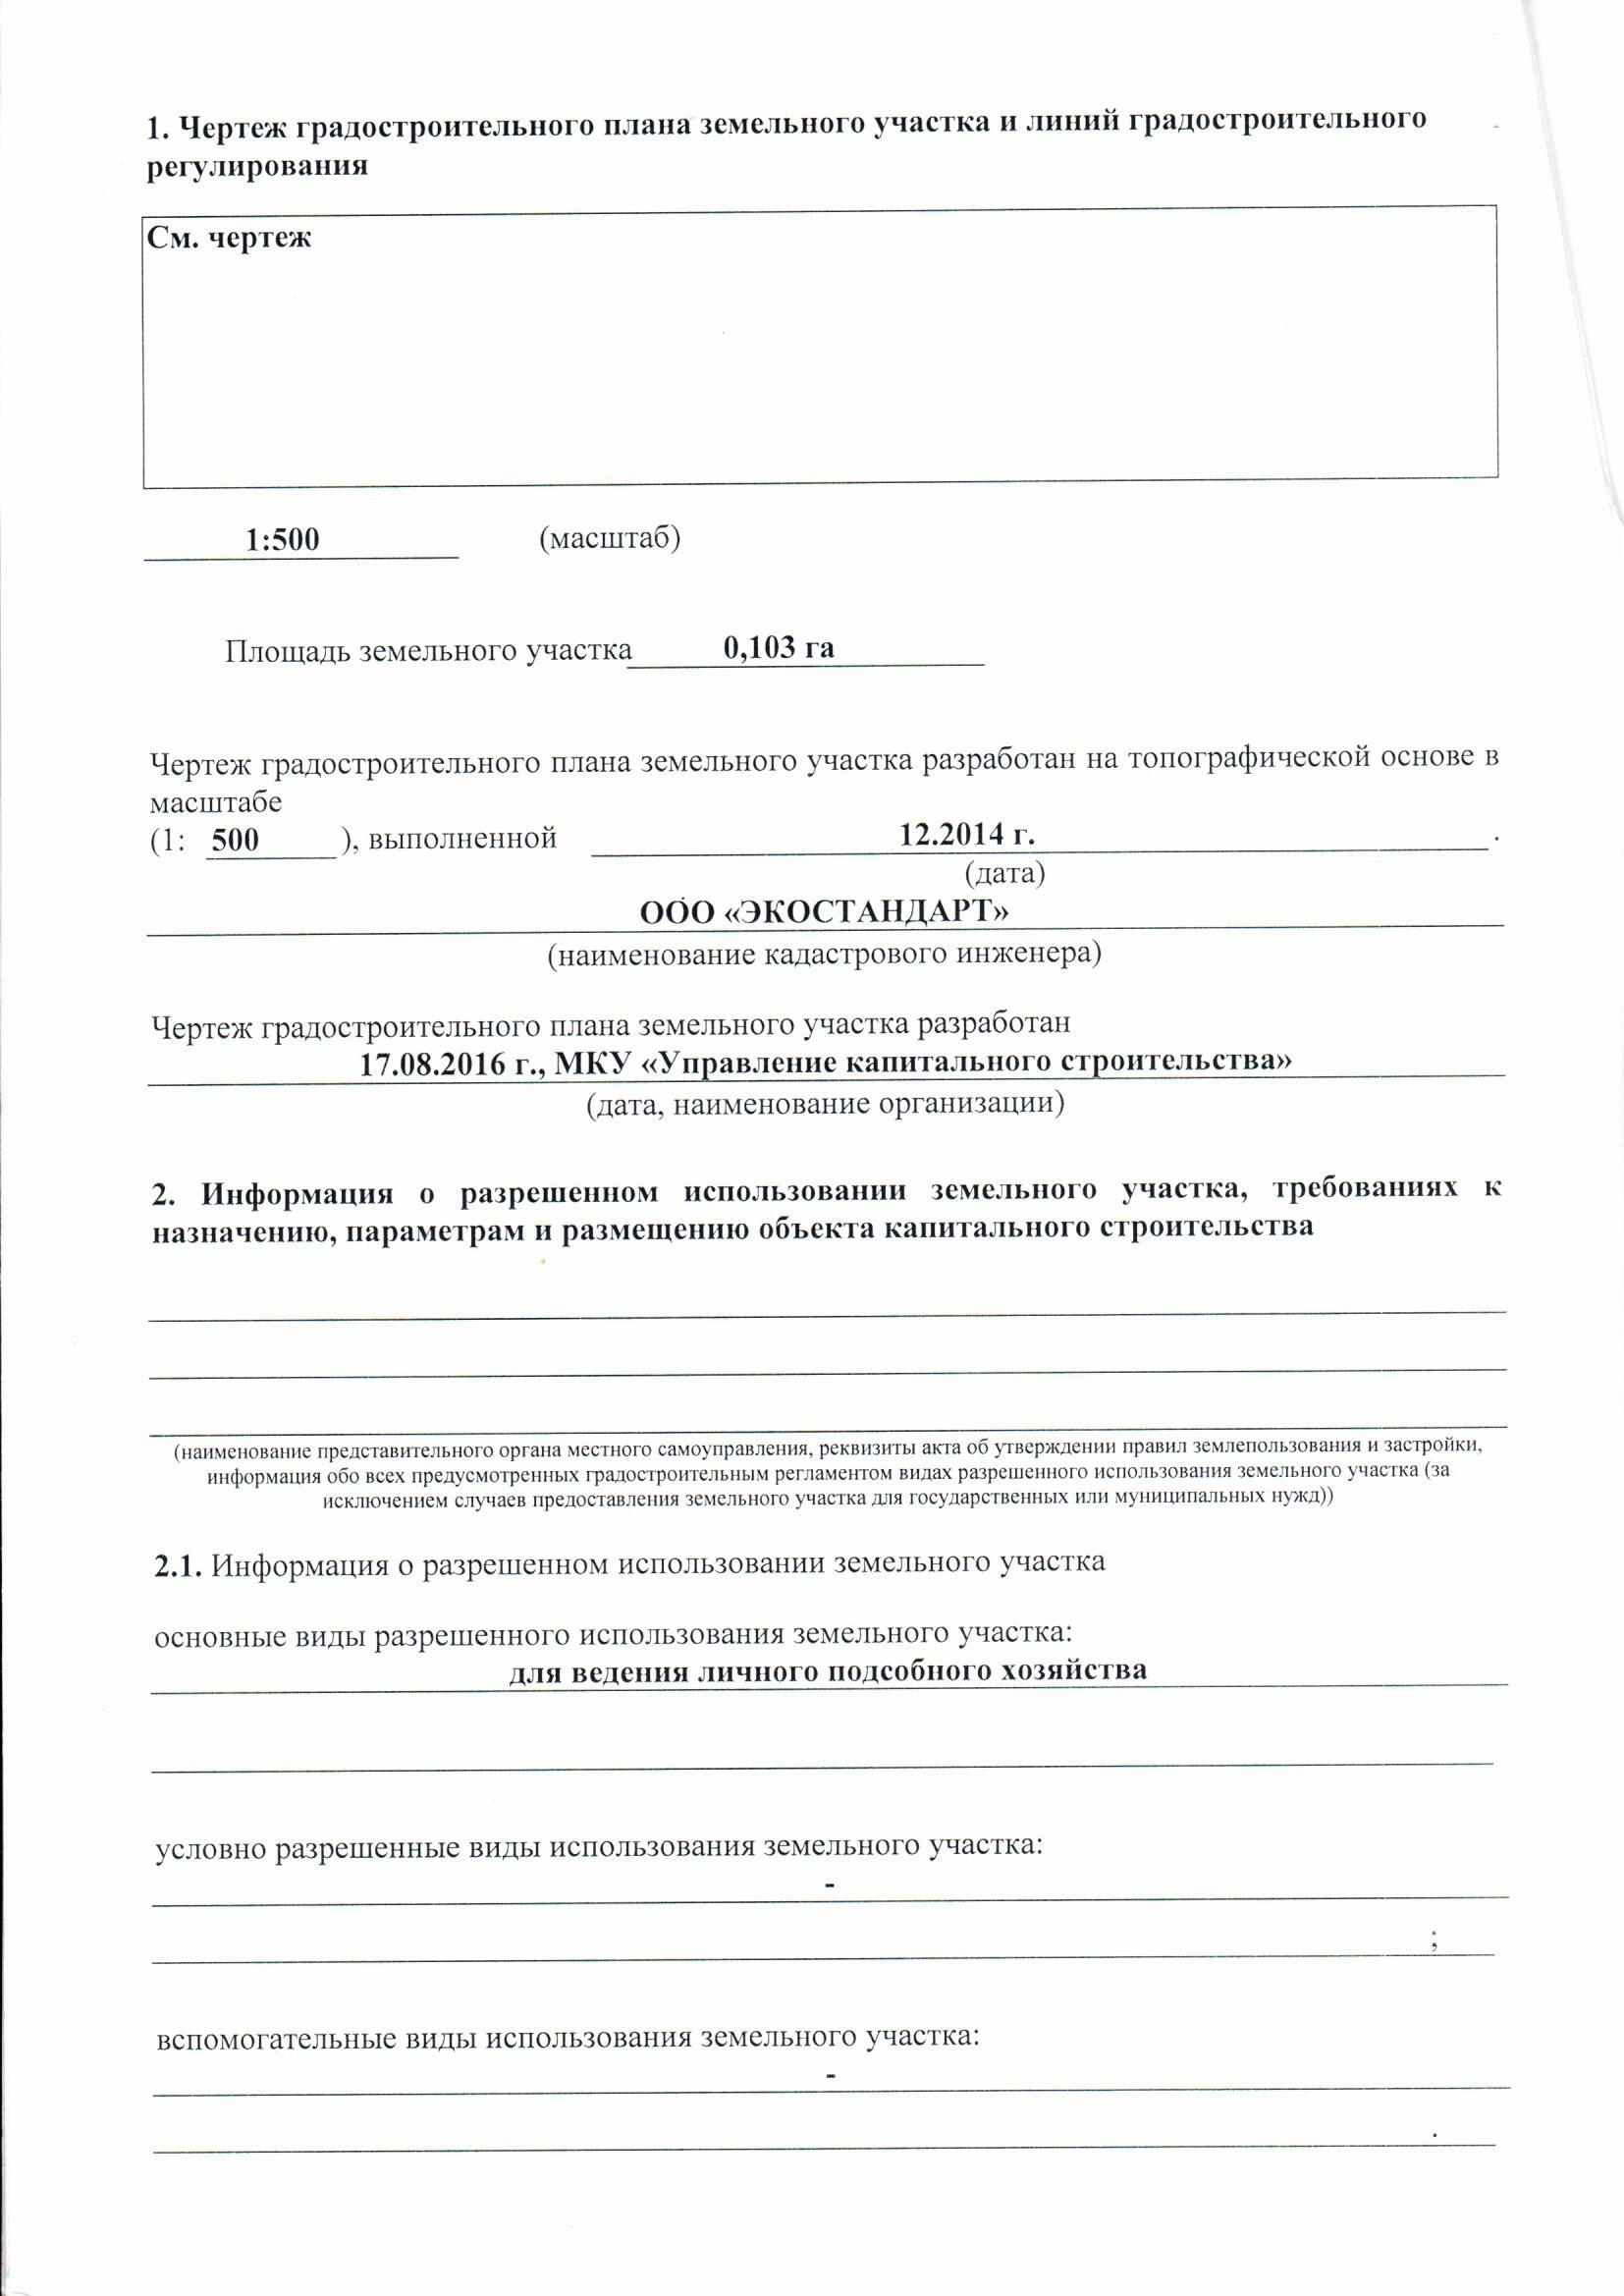 1. Чертеж градостроительного плана земельного участка и линий градостроительного
регулирования
См. чертеж
1:500 (масштаб)
Площадь земельного участка 0,103 га
Чертеж градостроительного плана земельного участка разработан на топографической основе в
масштабе
(1: 500 ), выполненной 12.2014 г. .
(дата)
ООО «ЭКОСТАНДАРТ»
(наименование кадастрового инженера)
Чертеж градостроительного плана земельного участка разработан
17.08.2016 г., МКУ «Управление капитального строительства»
(дата, наименование организации)
2. Информация о разрешенном использовании земельного участка, требованиях к
назначению, параметрам и размещению объекта капитального строительства
(наименование представительного органа местного самоуправления, реквизиты акта об утверждении правил землепользования и застройки,
информация обо всех предусмотренных градостроительным регламентом видах разрешенного использования земельного участка (за
исключением случаев предоставления земельного участка для государственных или муниципальных нужд))
2.1. Информация о разрешенном использовании земельного участка
основные виды разрешенного использования земельного участка:
для ведения личного подсобного хозяйства
условно разрешенные виды использования земельного участка:
-
;
вспомогательные виды использования земельного участка:
-
.